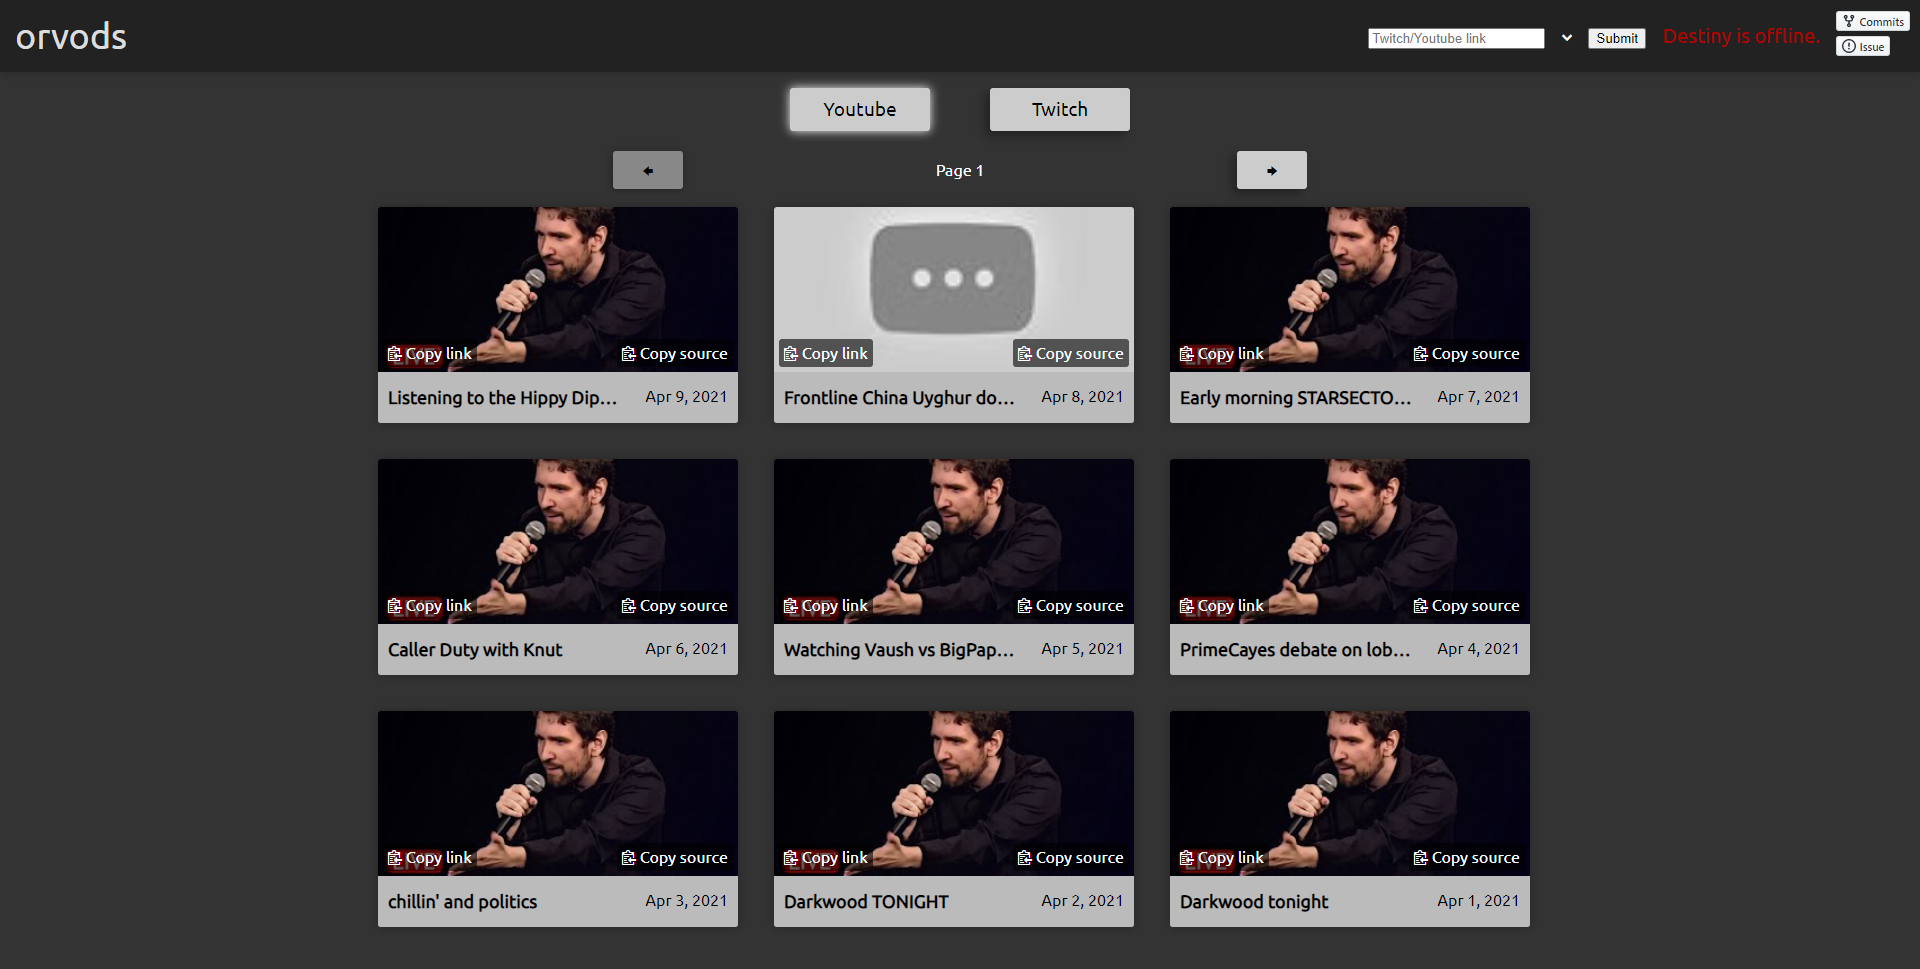 orvods
Twitch/Youtube link
Submit
Destiny is offline.
Commits
Issue
Youtube
Twitch
Page 1
Copy link
Copy source
Copy link
Copy source
Copy link
Copy source
Listening to the Hippy Dip...
Apr 9, 2021
Frontline China Uyghur do...
Apr 8, 2021
Early morning STARSECTO...
Apr 7, 2021
Copy link
Copy source
Copy link
Copy source
Copy link
Copy source
Caller Duty with Knut
Apr 6, 2021
Watching Vaush vs BigPap...
Apr 5, 2021
PrimeCayes debate on lob...
Apr 4, 2021
Copy link
Copy source
Copy link
Copy source
Copy link
Copy source
chillin' and politics
Apr 3, 2021
Darkwood TONIGHT
Apr 2, 2021
Darkwood tonight
Apr 1, 2021